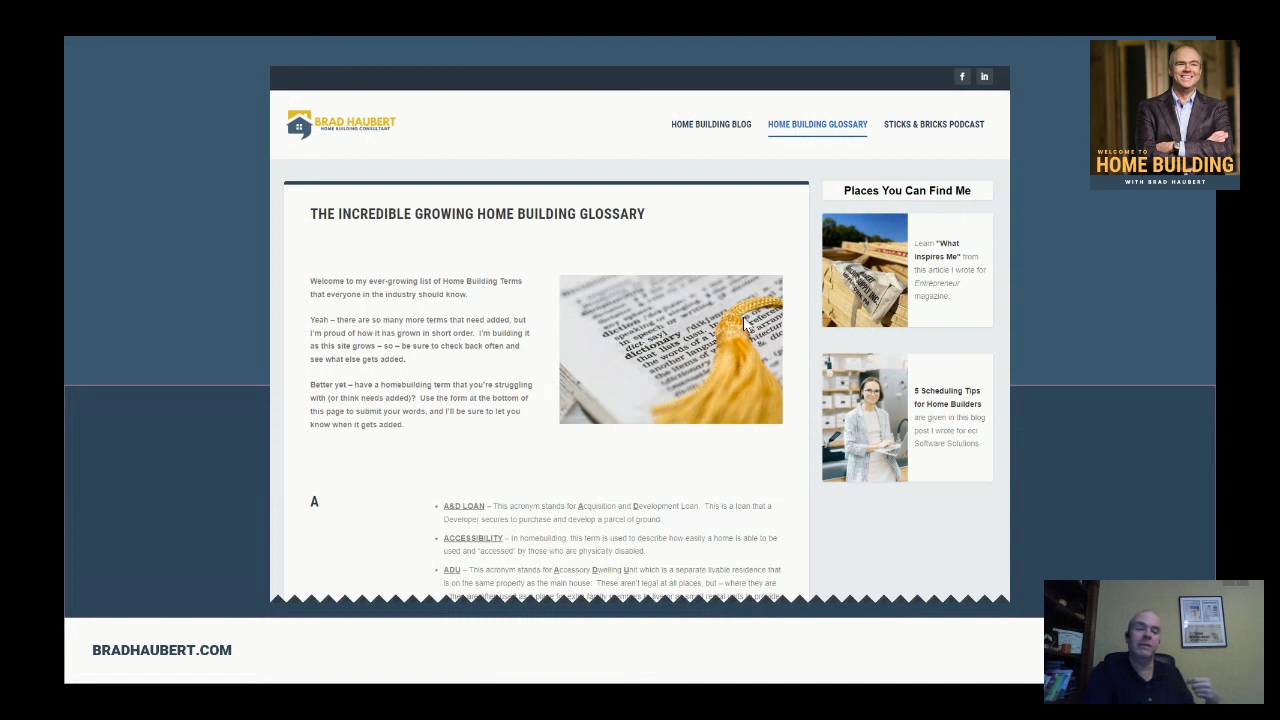 WELCOME TO
HOME BUILDING
WITH BRAD HAUBERT
BRAD HAUBERT
HOME BUILDING CONSULTANT
HOME BUILDING BLOG
HOME BUILDING GLOSSARY
STICKS & BRICKS PODCAST
THE INCREDIBLE GROWING HOME BUILDING GLOSSARY
Welcome to my ever-growing list of Home Building Terms
that everyone in the industry should know.
Yeah – there are so many more terms that need added, but
I'm proud of how it has grown in short order. I'm building it
as this site grows – so – be sure to check back often and
see what else gets added.
Better yet – have a homebuilding term that you're struggling
with (or think needs added)? Use the form at the bottom of
this page to submit your words, and I'll be sure to let you
know when it gets added.
dictionary
A
A&D LOAN – This acronym stands for Acquisition and Development Loan. This is a loan that a
Developer secures to purchase and develop a parcel of ground.
ACCESSIBILITY – In homebuilding, this term is used to describe how easily a home is able to be
used and "accessed" by those who are physically disabled.
ADU – This acronym stands for Accessory Dwelling Unit which is a separate livable residence that
is on the same property as the main house. These aren't legal at all places, but – where they are
Places You Can Find Me
Learn "What
Inspires Me" from
this article I wrote for
Entrepreneur
magazine.
5 Scheduling Tips
for Home Builders
are given in this blog
post I wrote for eci
Software Solutions
BRADHAUBERT.COM